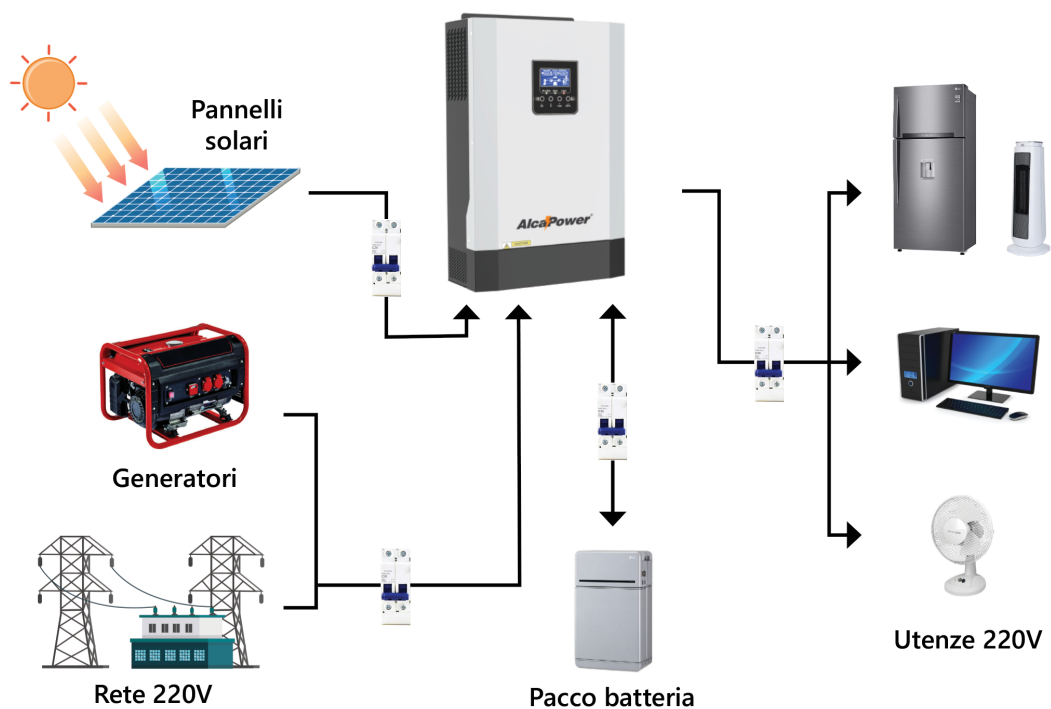 Pannelli
solari
AlcaPower
Generatori
Rete 220V
Pacco batteria
Utenze 220V